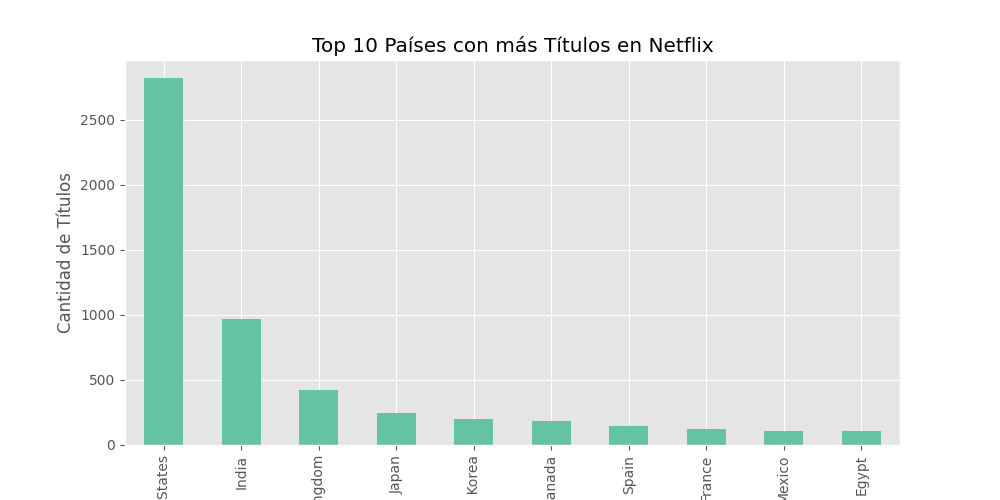 Top 10 Países con más Títulos en Netflix
Cantidad de Títulos
2500
2000
1500
1000
500
0
States
India
ngdom
Japan
Korea
anada
Spain
France
Mexico
Egypt